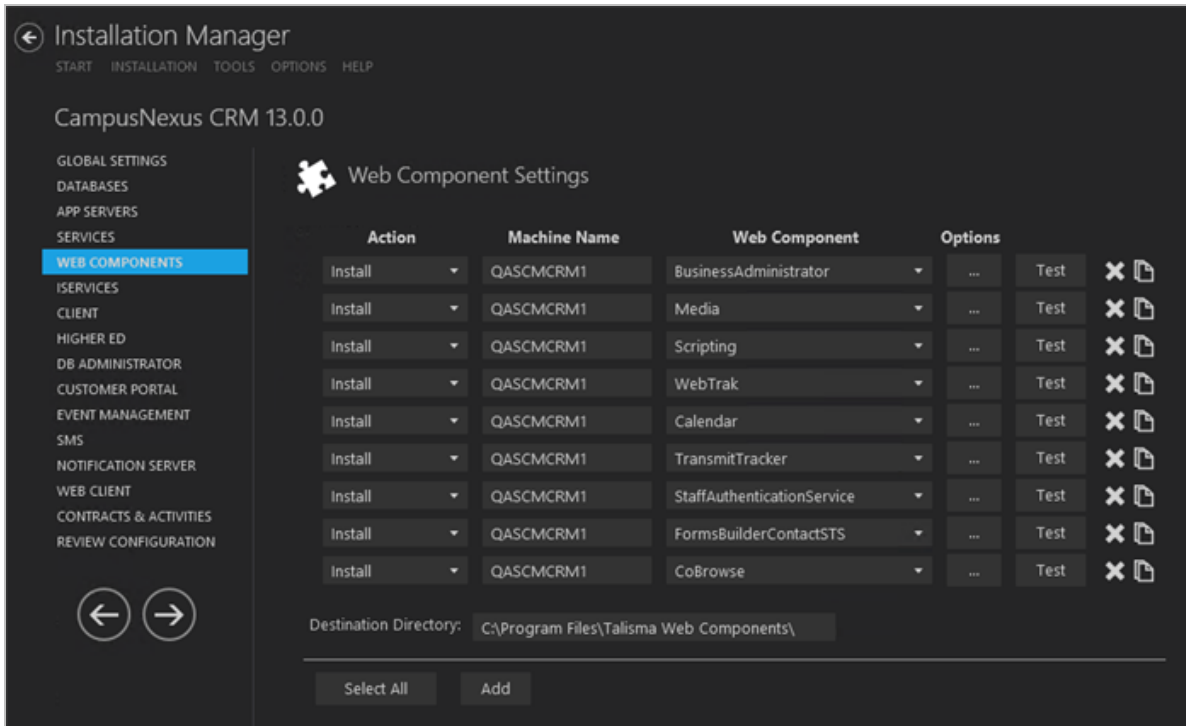 Installation Manager
START INSTALLATION TOOLS OPTIONS HELP
CampusNexus CRM 13.0.0
GLOBAL SETTINGS
DATABASES
APP SERVERS
SERVICES
WEB COMPONENTS
ISERVICES
CLIENT
HIGHER ED
DB ADMINISTRATOR
CUSTOMER PORTAL
EVENT MANAGEMENT
SMS
NOTIFICATION SERVER
WEB CLIENT
CONTRACTS & ACTIVITIES
REVIEW CONFIGURATION
Web Component Settings
Action Machine Name Web Component Options
Install QASCMCRM1 BusinessAdministrator ... Test
Install QASCMCRM1 Media ... Test
Install QASCMCRM1 Scripting ... Test
Install QASCMCRM1 WebTrak ... Test
Install QASCMCRM1 Calendar ... Test
Install QASCMCRM1 TransmitTracker ... Test
Install QASCMCRM1 StaffAuthenticationService ... Test
Install QASCMCRM1 FormsBuilderContactSTS ... Test
Install QASCMCRM1 CoBrowse ... Test
Destination Directory: C:\Program Files\Talisma Web Components\
Select All Add